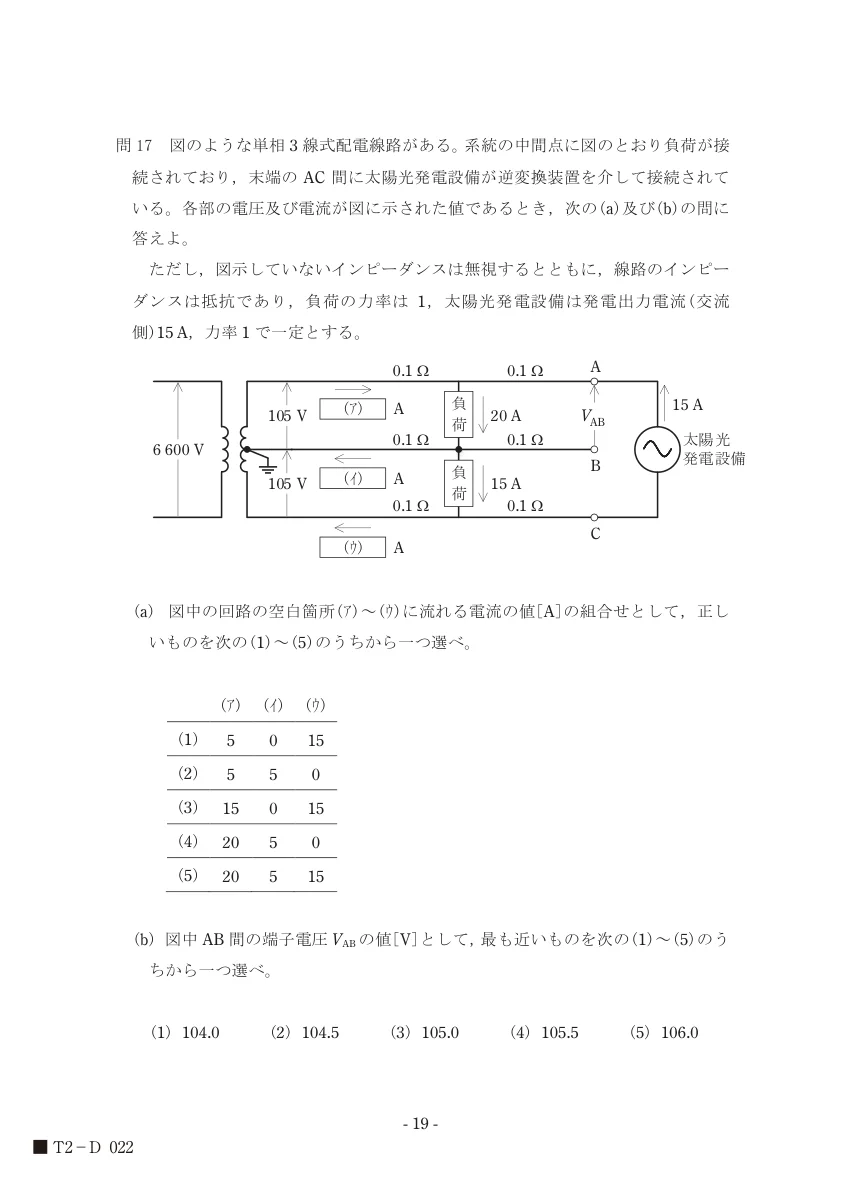 問 17　図のような単相 3 線式配電線路がある。系統の中間点に図のとおり負荷が接
続されており，末端の AC 間に太陽光発電設備が逆変換装置を介して接続されて
いる。各部の電圧及び電流が図に示された値であるとき，次の(a)及び(b)の問に
答えよ。
ただし，図示していないインピーダンスは無視するとともに，線路のインピー
ダンスは抵抗であり，負荷の力率は 1，太陽光発電設備は発電出力電流(交流
側)15 A，力率 1 で一定とする。
0.1 Ω 0.1 Ω A
105 V (ｱ) A 負荷 20 A VAB 15 A
6 600 V 0.1 Ω 0.1 Ω 太陽光
発電設備
105 V (ｲ) A 負荷 15 A B
0.1 Ω 0.1 Ω
(ｳ) A C
(a)　図中の回路の空白箇所(ｱ)～(ｳ)に流れる電流の値[A]の組合せとして，正し
いものを次の(1)～(5)のうちから一つ選べ。
(ｱ) (ｲ) (ｳ)
(1) 5 0 15
(2) 5 5 0
(3) 15 0 15
(4) 20 5 0
(5) 20 5 15
(b) 図中 AB 間の端子電圧 VAB の値[V]として，最も近いものを次の(1)～(5)のう
ちから一つ選べ。
(1) 104.0 (2) 104.5 (3) 105.0 (4) 105.5 (5) 106.0
- 19 -
■ T2－D 022